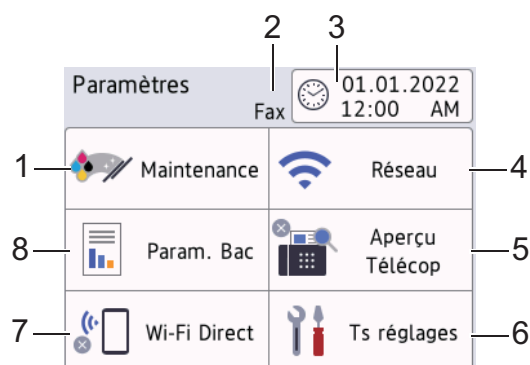 2 3
Paramètres
Fax
01.01.2022
12:00 AM
1 Maintenance
Réseau 4
8 Param. Bac
Aperçu
Télécop 5
7 Wi-Fi Direct
Ts réglages 6